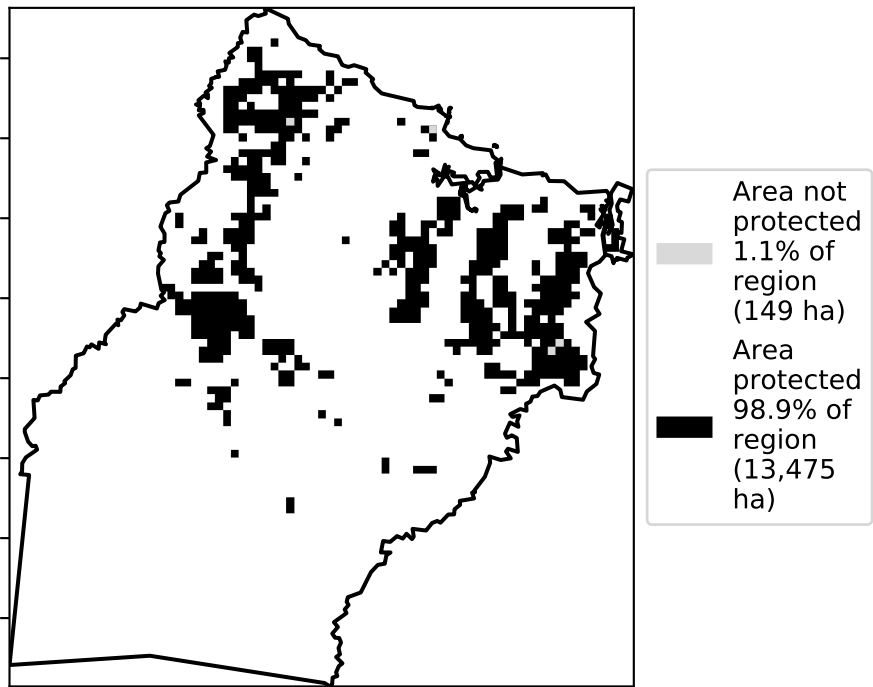 Area not
protected
1.1% of
region
(149 ha)
Area
protected
98.9% of
region
(13,475
ha)